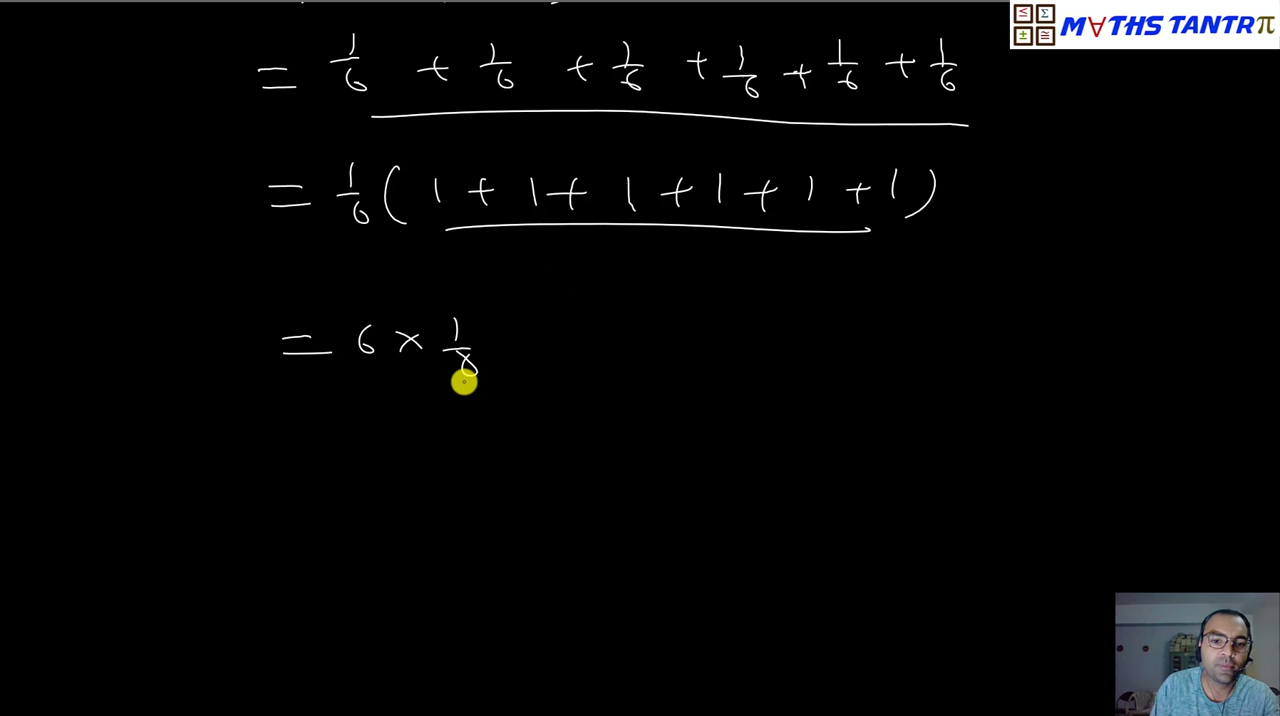 ≤ Σ ± ≅ M∀THS TANTRπ
= 1/6 + 1/6 + 1/6 + 1/6 + 1/6 + 1/6
= 1/6 ( 1 + 1 + 1 + 1 + 1 + 1 )
= 6 × 1/6